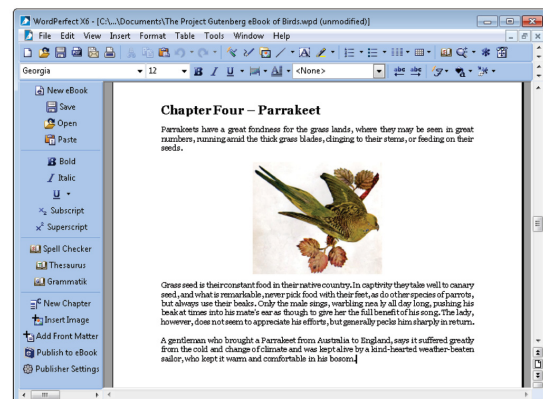 WordPerfect X6 - [C:\...\Documents\The Project Gutenberg eBook of Birds.wpd (unmodified)]
File Edit View Insert Format Table Tools Window Help
Georgia 12 B I U <None> abc abc
New eBook
Save
Open
Paste
B Bold
I Italic
U
x₂ Subscript
x² Superscript
Spell Checker
Thesaurus
Grammatik
New Chapter
Insert Image
Add Front Matter
Publish to eBook
Publisher Settings
Chapter Four – Parrakeet
Parrakeets have a great fondness for the grass lands, where they may be seen in great
numbers, running amid the thick grass blades, clinging to their stems, or feeding on their
seeds.
Grass seed is their constant food in their native country. In captivity they take well to canary
seed, and what is remarkable, never pick food with their feet, as do other species of parrots,
but always use their beaks. Only the male sings, warbling nea ly all day long, pushing his
beak at times into his mate's ear as though to give her the full benefit of his song. The lady,
however, does not seem to appreciate his efforts, but generally pecks him sharply in return.
A gentleman who brought a Parrakeet from Australia to England, says it suffered greatly
from the cold and change of climate and was kept alive by a kind-hearted weather-beaten
sailor, who kept it warm and comfortable in his bosom.